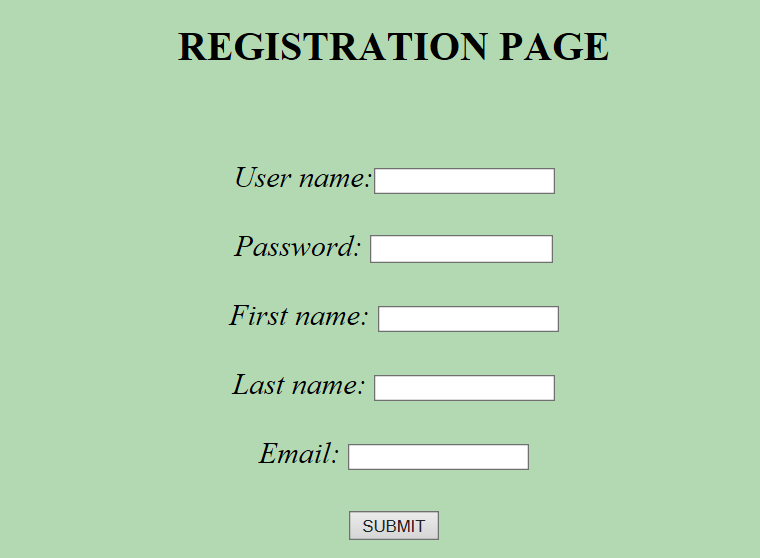 REGISTRATION PAGE
User name:
Password:
First name:
Last name:
Email:
SUBMIT